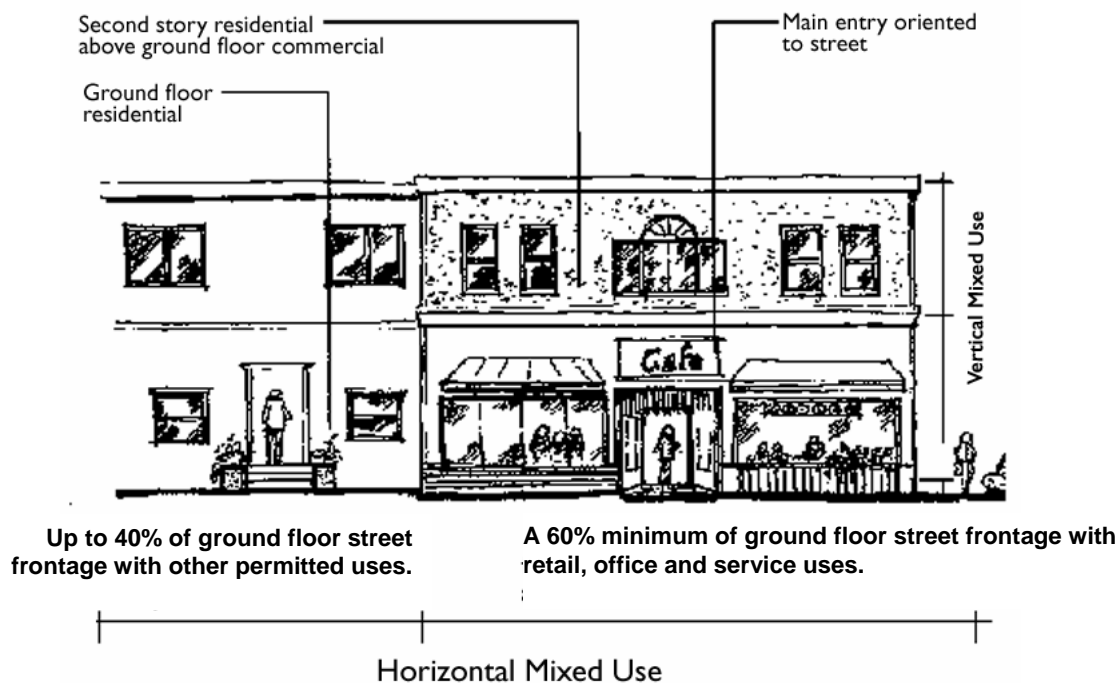 Second story residential
above ground floor commercial
Main entry oriented
to street
Ground floor
residential
Vertical Mixed Use
Cafe
Up to 40% of ground floor street
frontage with other permitted uses.
A 60% minimum of ground floor street frontage with
retail, office and service uses.
Horizontal Mixed Use